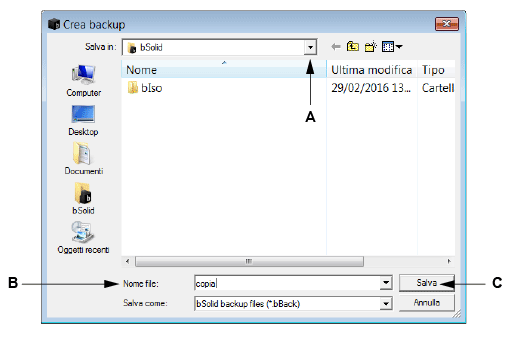 Crea backup
Salva in: bSolid
Nome Ultima modifica Tipo
bIso 29/02/2016 13... Cartell
Computer
Desktop
Documenti
bSolid
Oggetti recenti
A
B Nome file: copia Salva C
Salva come: bSolid backup files (*.bBack) Annulla